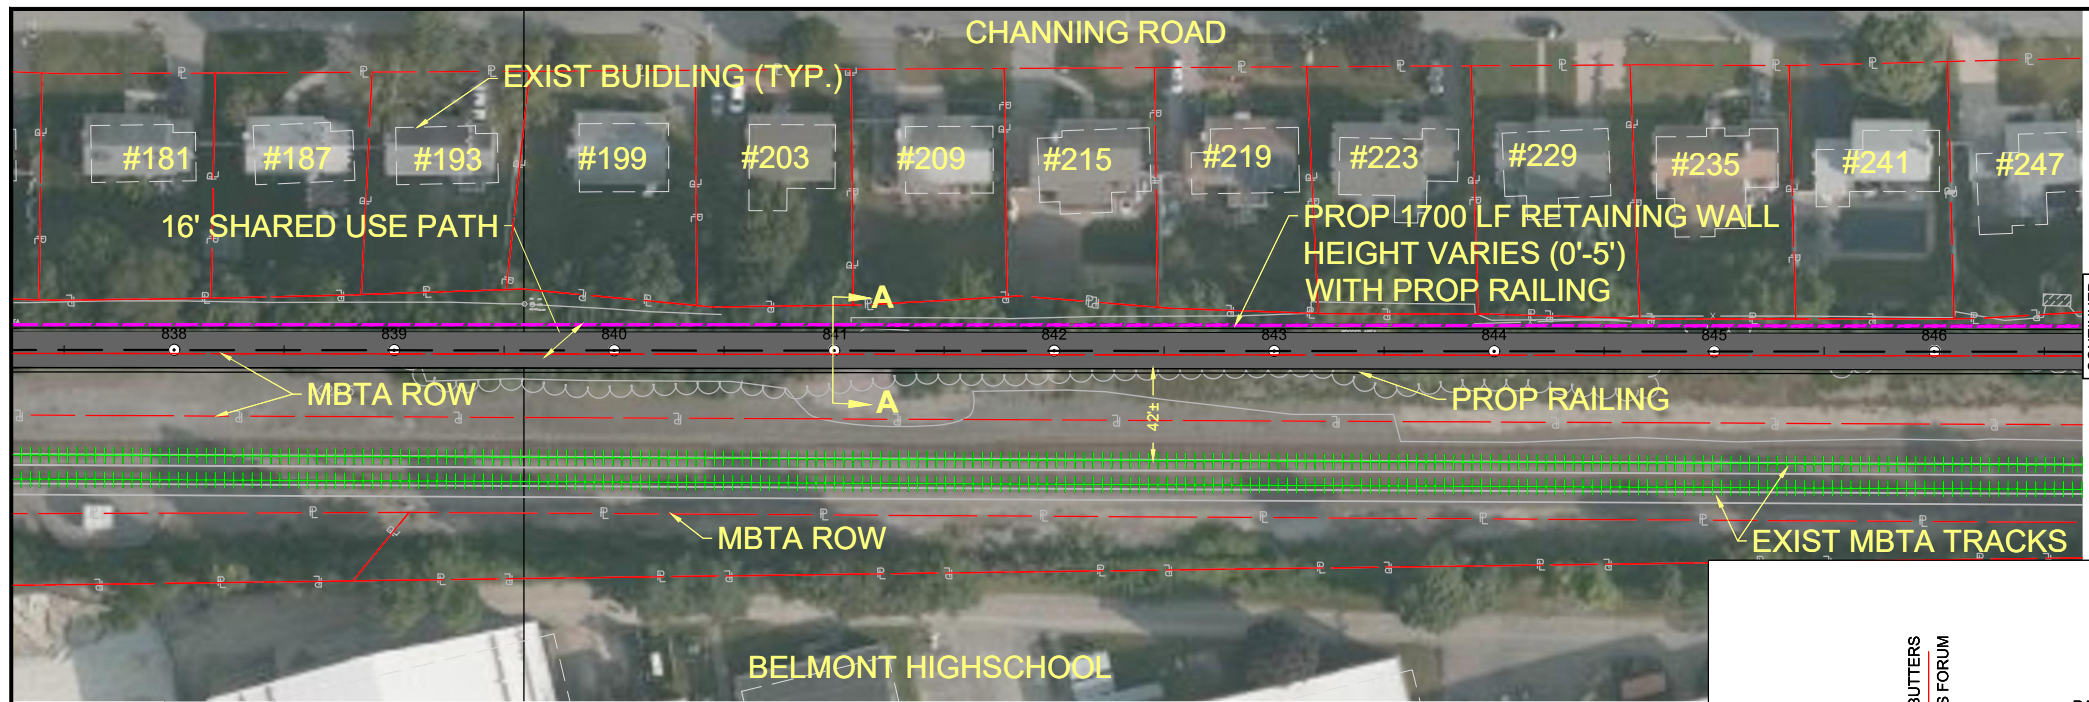 CHANNING ROAD
EXIST BUIDLING (TYP.)
#181
#187
#193
#199
#203
#209
#215
#219
#223
#229
#235
#241
#247
16' SHARED USE PATH
PROP 1700 LF RETAINING WALL
HEIGHT VARIES (0'-5')
WITH PROP RAILING
A
838
839
840
841
842
843
844
845
846
MBTA ROW
A
PROP RAILING
42'±
MBTA ROW
EXIST MBTA TRACKS
BELMONT HIGHSCHOOL
BUTTERS
FORUM